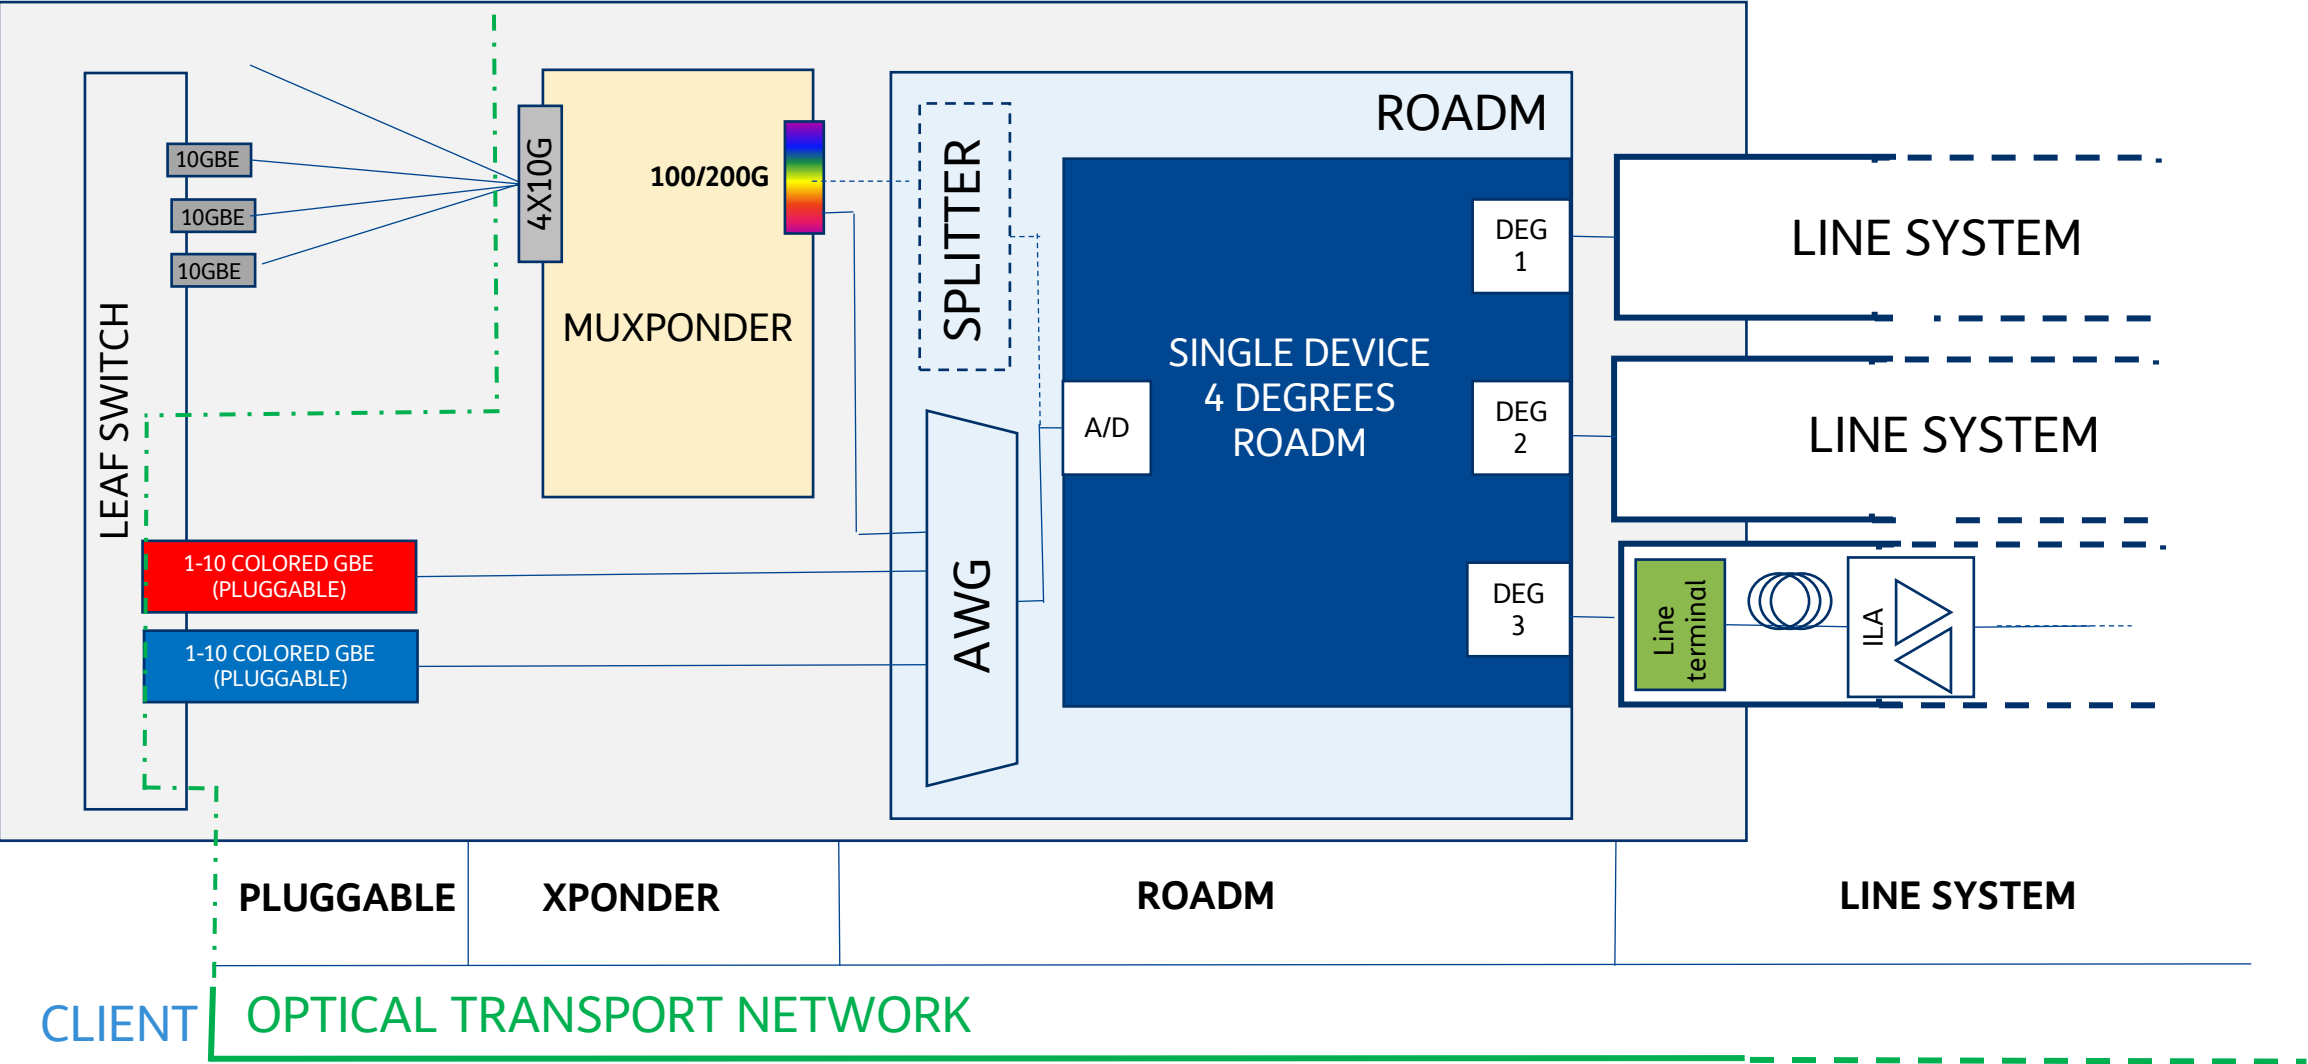 ROADM
10GBE
10GBE
10GBE
4X10G
100/200G
MUXPONDER
SPLITTER
LEAF SWITCH
SINGLE DEVICE
4 DEGREES
ROADM
A/D
DEG
1
DEG
2
DEG
3
LINE SYSTEM
LINE SYSTEM
1-10 COLORED GBE
(PLUGGABLE)
1-10 COLORED GBE
(PLUGGABLE)
AWG
Line
terminal
ILA
PLUGGABLE
XPONDER
ROADM
LINE SYSTEM
CLIENT
OPTICAL TRANSPORT NETWORK